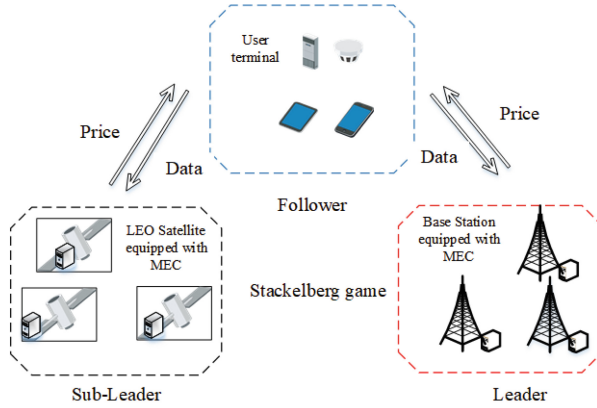 User
terminal
Price
Data
Price
Data
Follower
LEO Satellite
equipped with
MEC
Base Station
equipped with
MEC
Stackelberg game
Sub-Leader
Leader